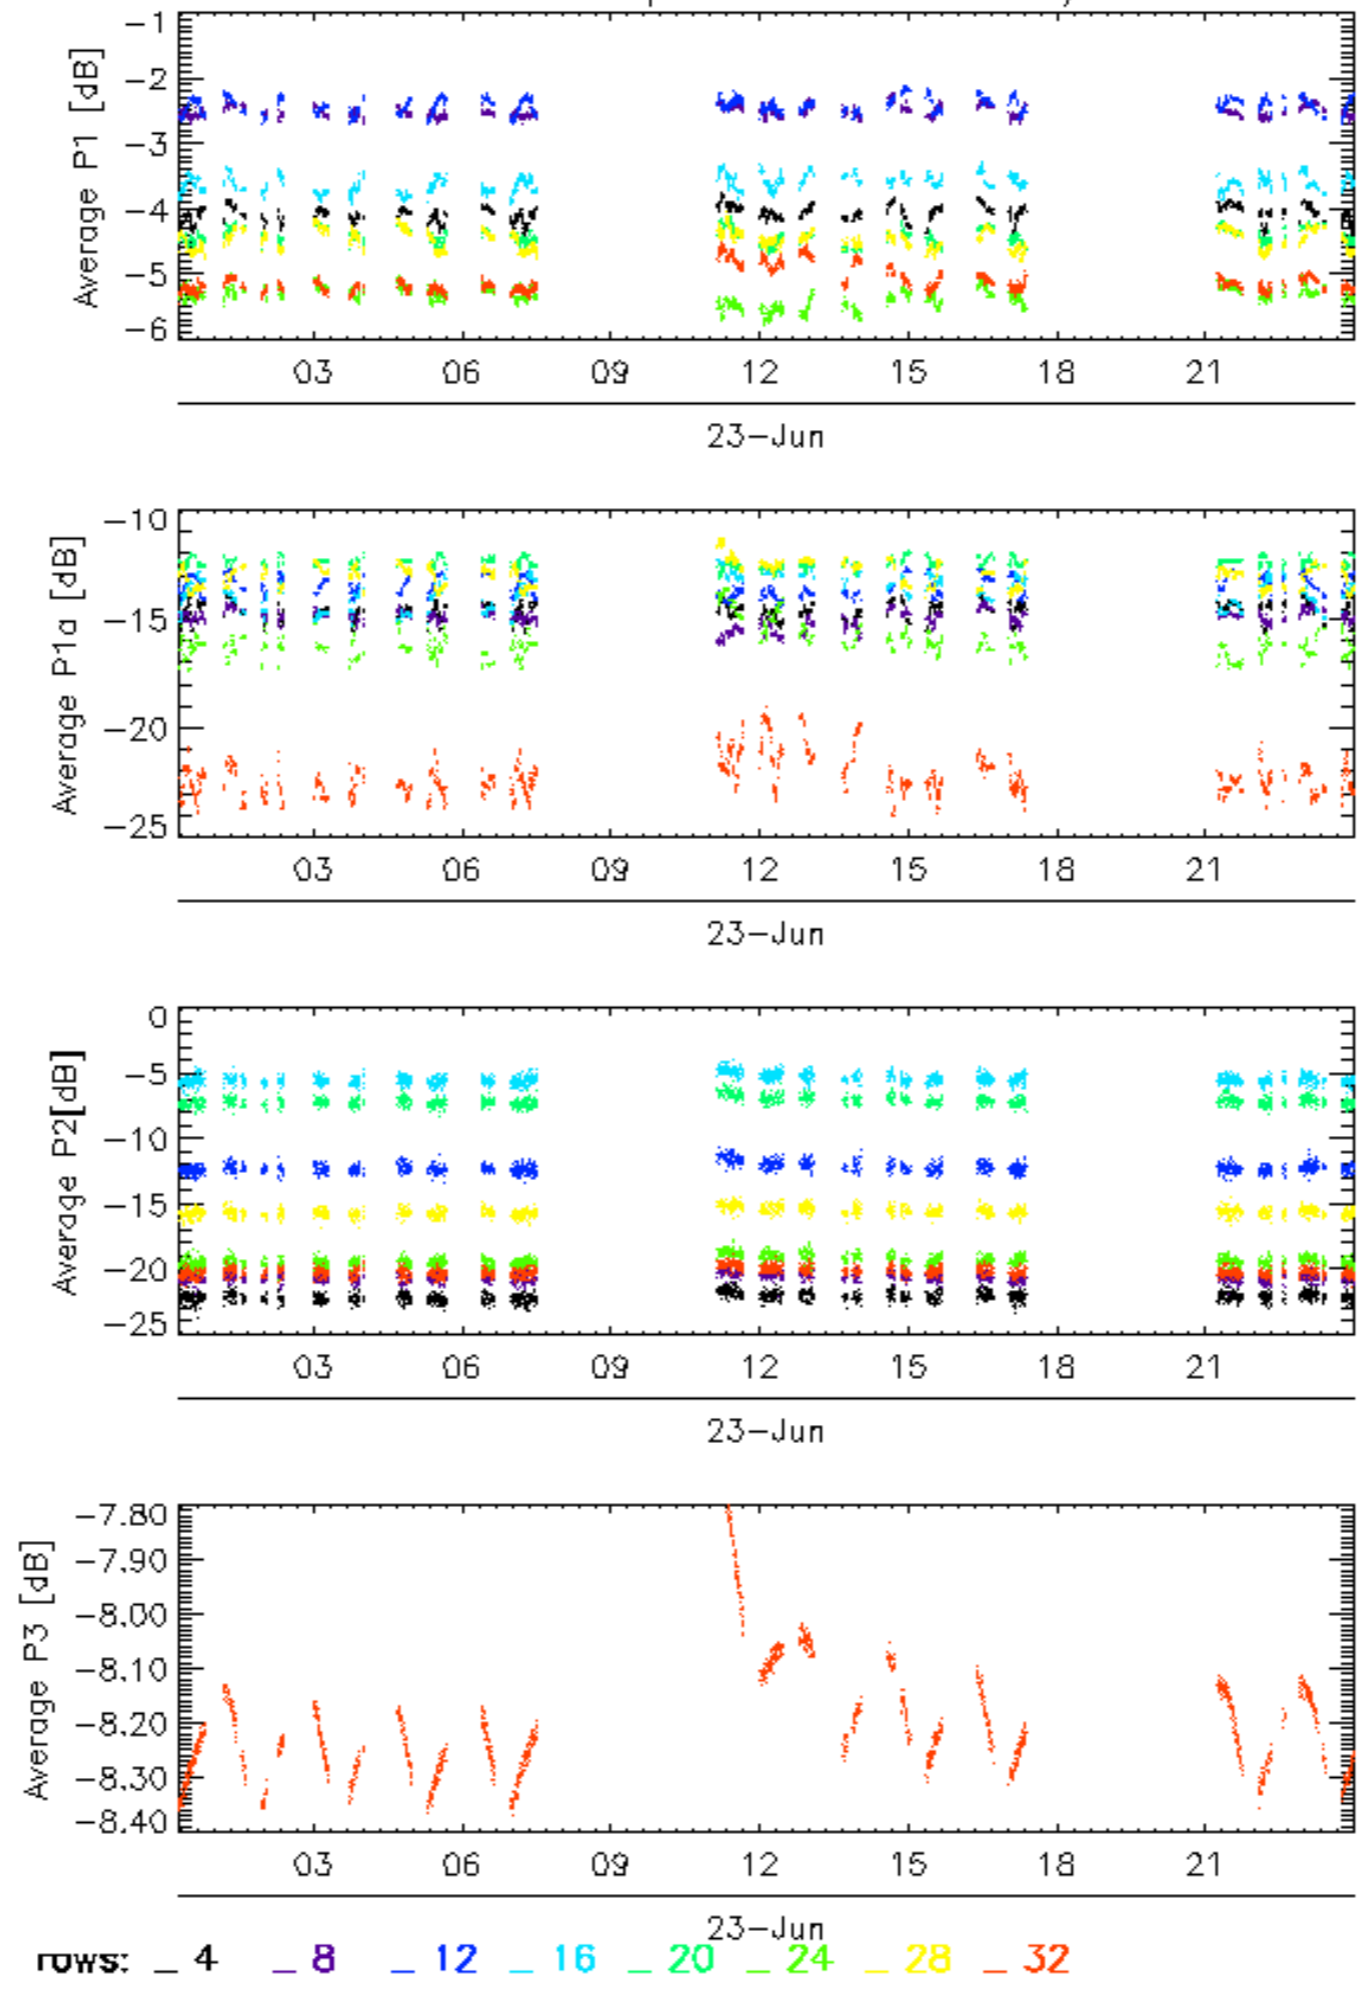 -1
-2
-3
-4
-5
-6
Average P1 [dB]
03 06 09 12 15 18 21
23-Jun
-10
-15
-20
-25
Average P1a [dB]
03 06 09 12 15 18 21
23-Jun
0
-5
-10
-15
-20
-25
Average P2[dB]
03 06 09 12 15 18 21
23-Jun
-7.80
-7.90
-8.00
-8.10
-8.20
-8.30
-8.40
Average P3 [dB]
03 06 09 12 15 18 21
23-Jun
rows: _ 4 _ 8 _ 12 _ 16 _ 20 _ 24 _ 28 _ 32